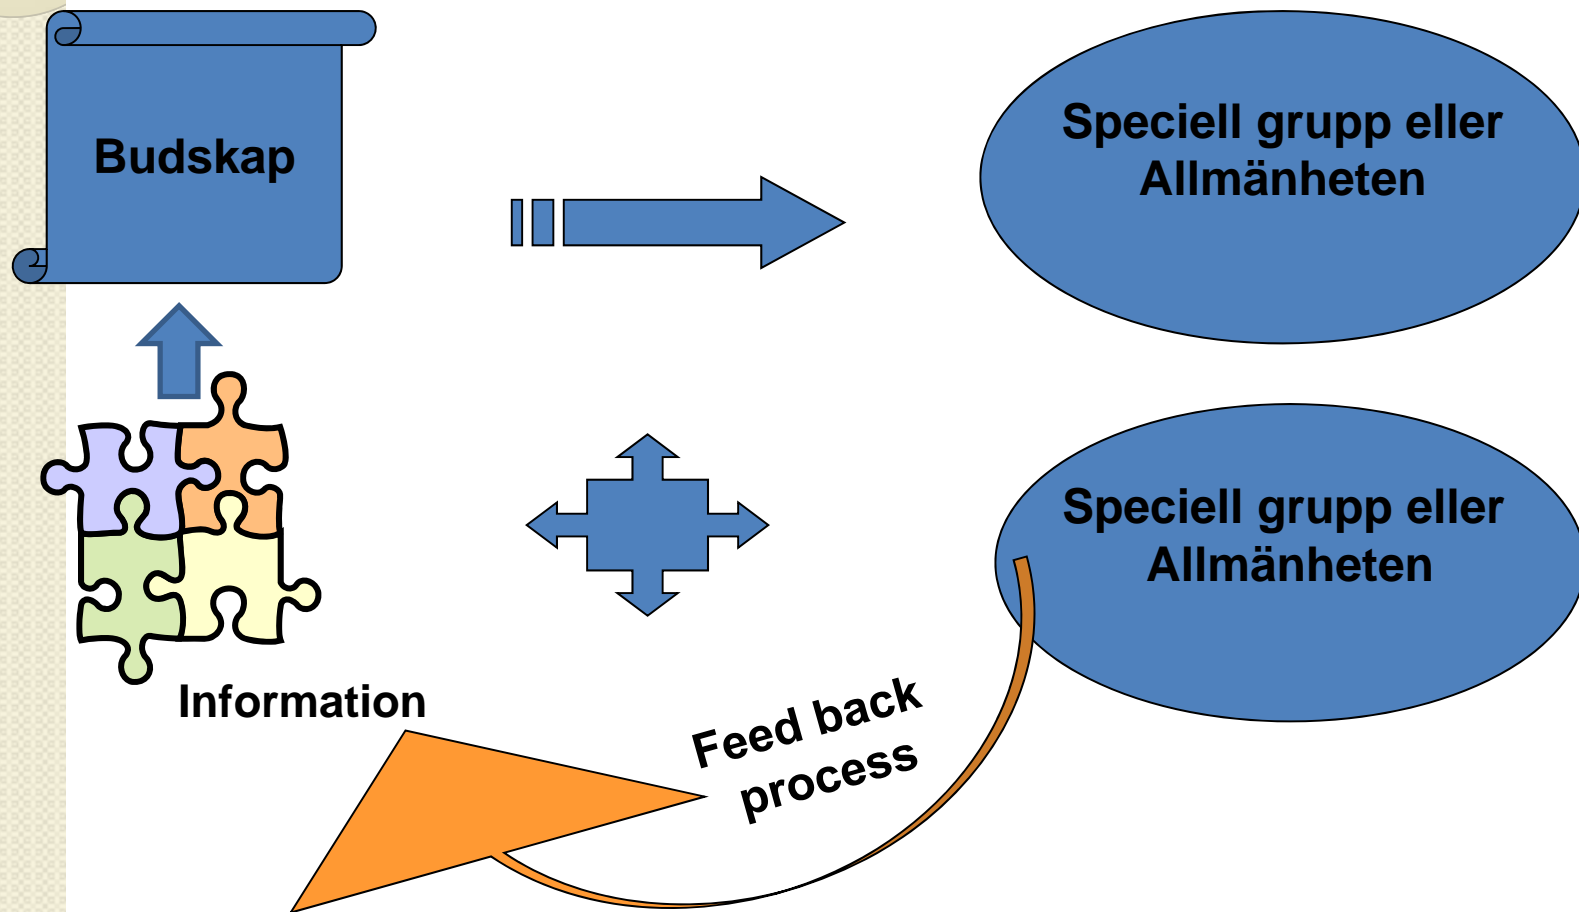 Budskap
Speciell grupp eller
Allmänheten
Speciell grupp eller
Allmänheten
Information
Feed back
process